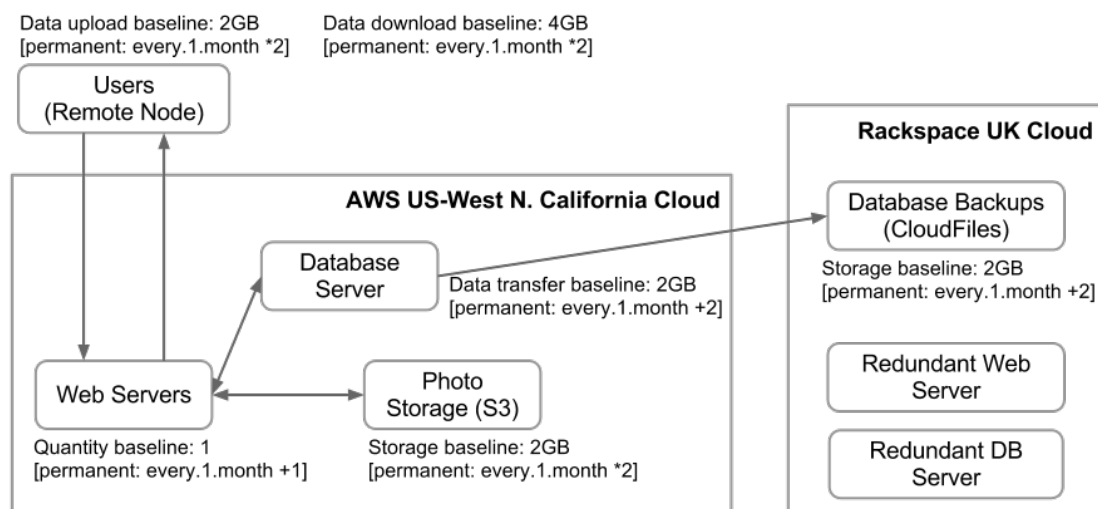 Data upload baseline: 2GB
[permanent: every.1.month *2]
Data download baseline: 4GB
[permanent: every.1.month *2]
Users
(Remote Node)
AWS US-West N. California Cloud
Database
Server
Data transfer baseline: 2GB
[permanent: every.1.month +2]
Web Servers
Quantity baseline: 1
[permanent: every.1.month +1]
Photo
Storage (S3)
Storage baseline: 2GB
[permanent: every.1.month *2]
Rackspace UK Cloud
Database Backups
(CloudFiles)
Storage baseline: 2GB
[permanent: every.1.month +2]
Redundant Web
Server
Redundant DB
Server